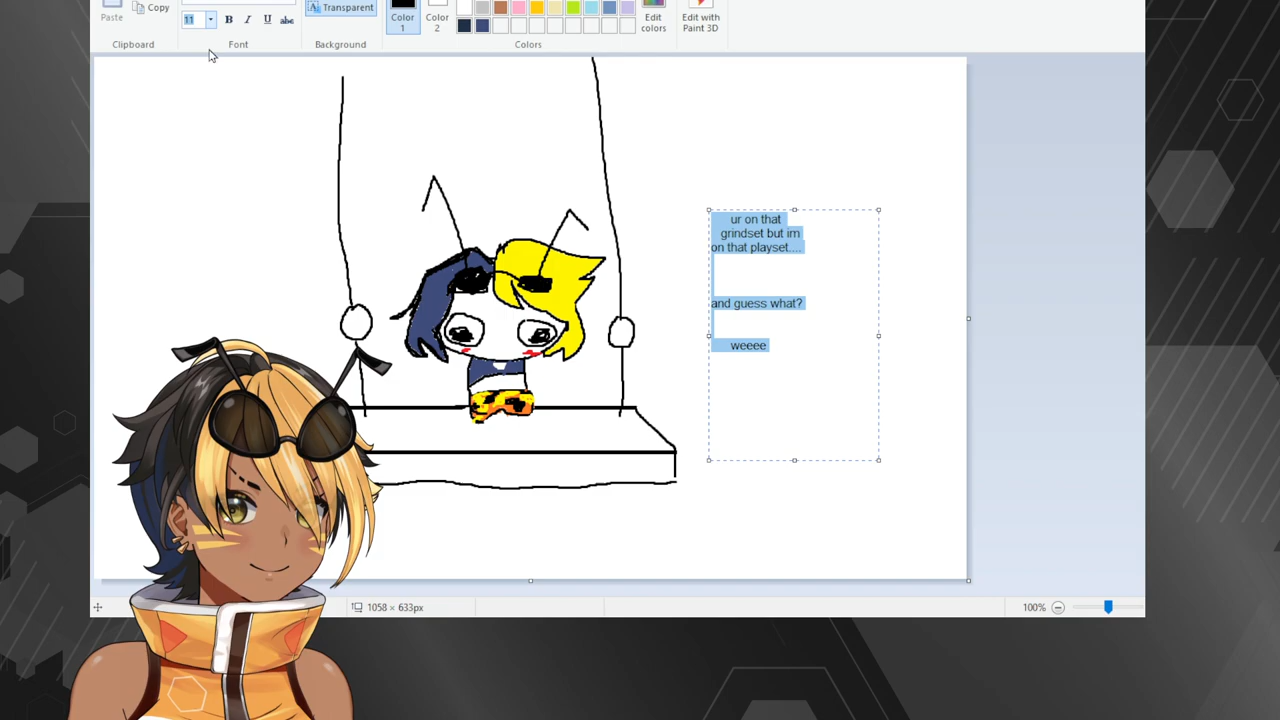 Paste
Copy
11
B I U abc
Transparent
Color
1
Color
2
Edit
colors
Edit with
Paint 3D
Clipboard
Font
Background
Colors
ur on that
grindset but im
on that playset....
and guess what?
weeee
1058 × 633px
100%